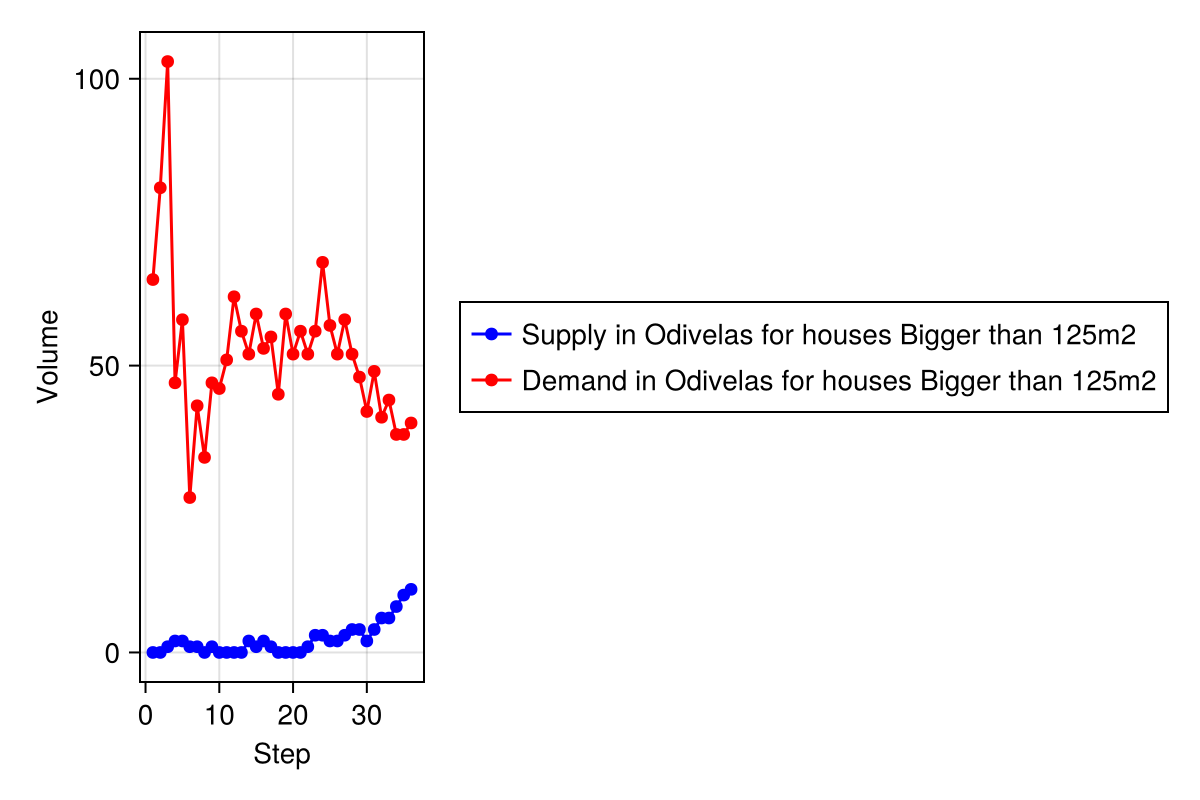 100
50
0
Volume
0 10 20 30
Step
Supply in Odivelas for houses Bigger than 125m2
Demand in Odivelas for houses Bigger than 125m2